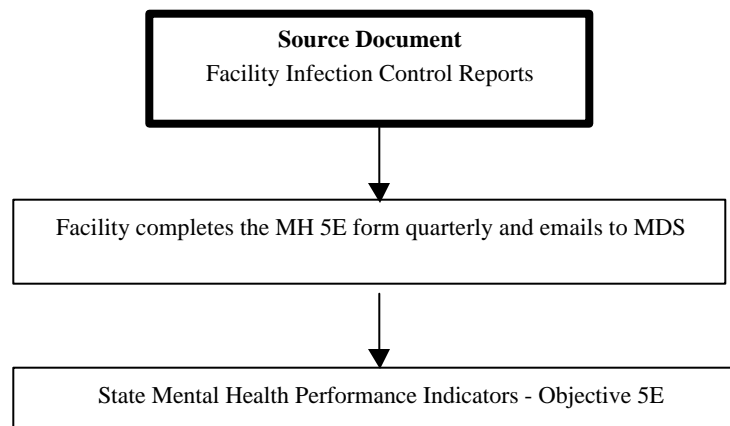 Source Document
Facility Infection Control Reports
Facility completes the MH 5E form quarterly and emails to MDS
State Mental Health Performance Indicators - Objective 5E